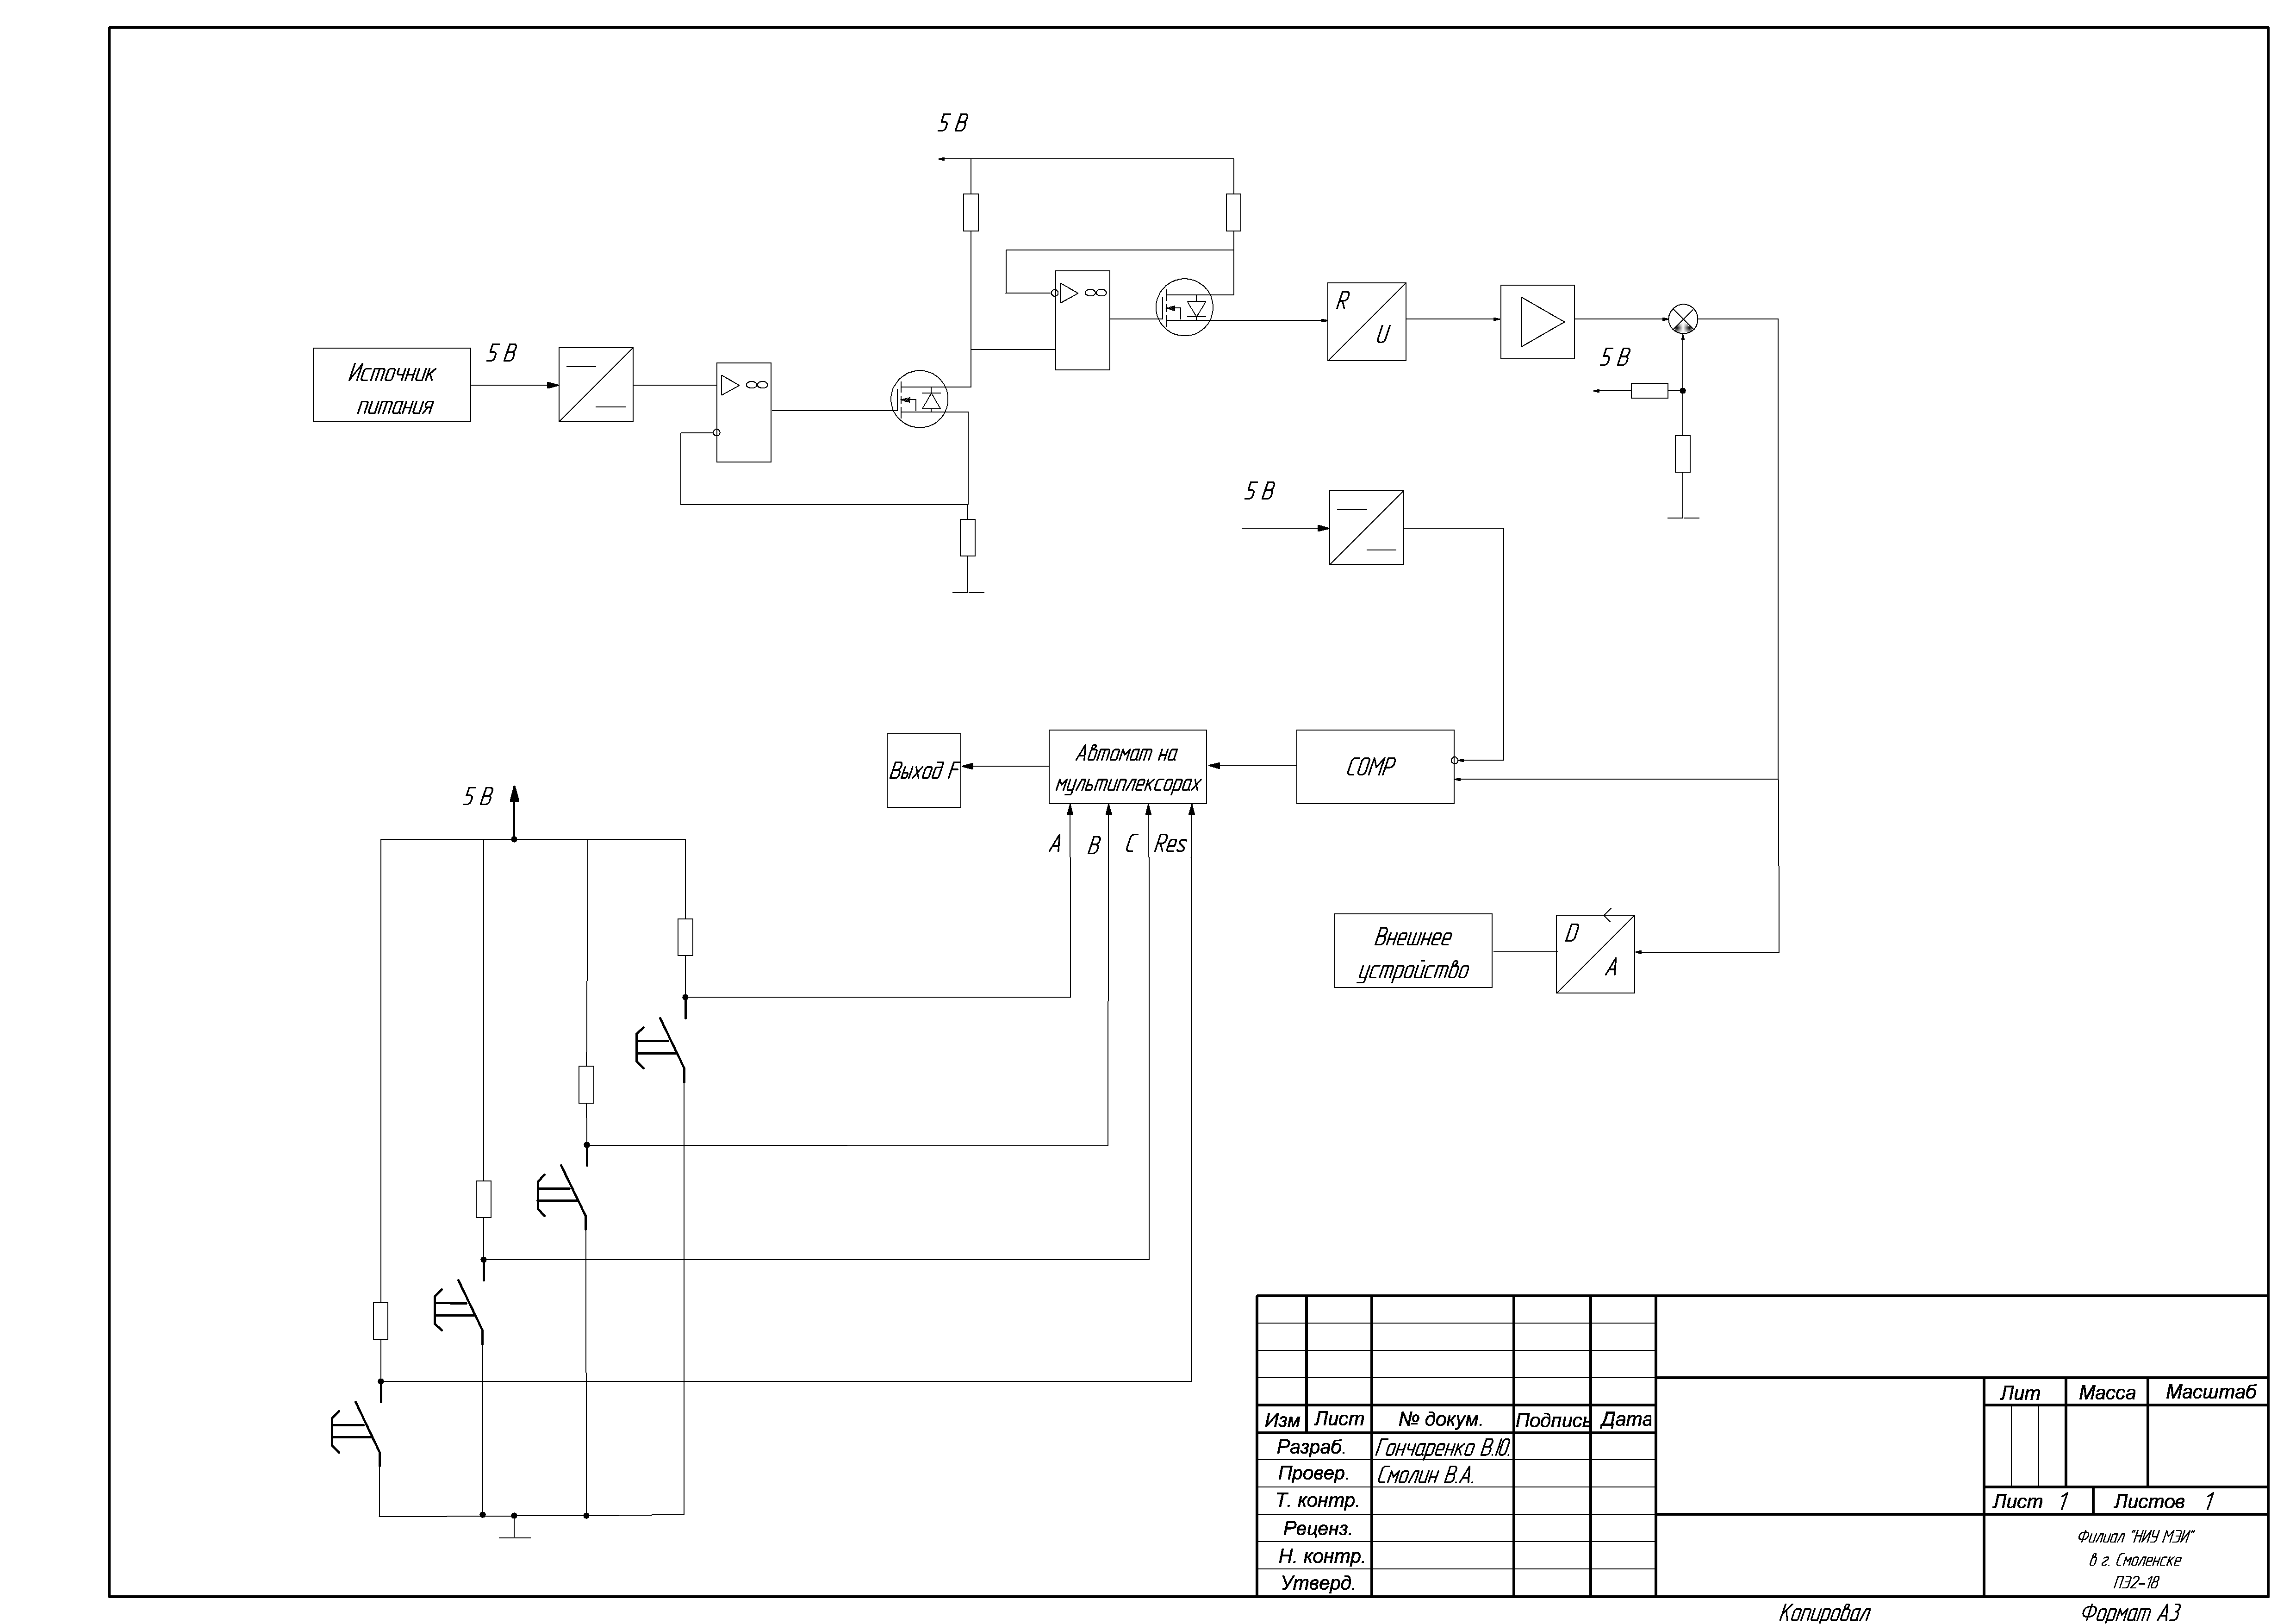 5 В
5 В
Источник
питания
∞
∞
R
U
5 В
5 В
Выход F
Автомат на
мультиплексорах
COMP
5 В
A
B
C
Res
Внешнее
устройство
D
A
Лит
Масса
Масштаб
Изм
Лист
№ докум.
Подпись
Дата
Разраб.
Гончаренко В.Ю.
Провер.
Смолин В.А.
Т. контр.
Лист 1
Листов 1
Реценз.
Н. контр.
Утверд.
Филиал "НИУ МЭИ"
в г. Смоленске
ПЭ2-18
Копировал
Формат А3